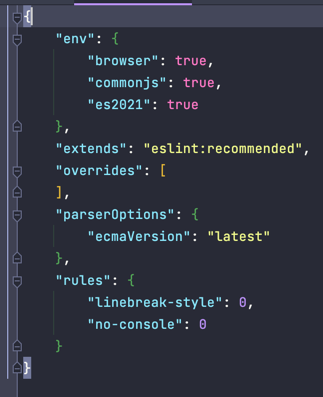 {
    "env": {
        "browser": true,
        "commonjs": true,
        "es2021": true
    },
    "extends": "eslint:recommended",
    "overrides": [
    ],
    "parserOptions": {
        "ecmaVersion": "latest"
    },
    "rules": {
        "linebreak-style": 0,
        "no-console": 0
    }
}